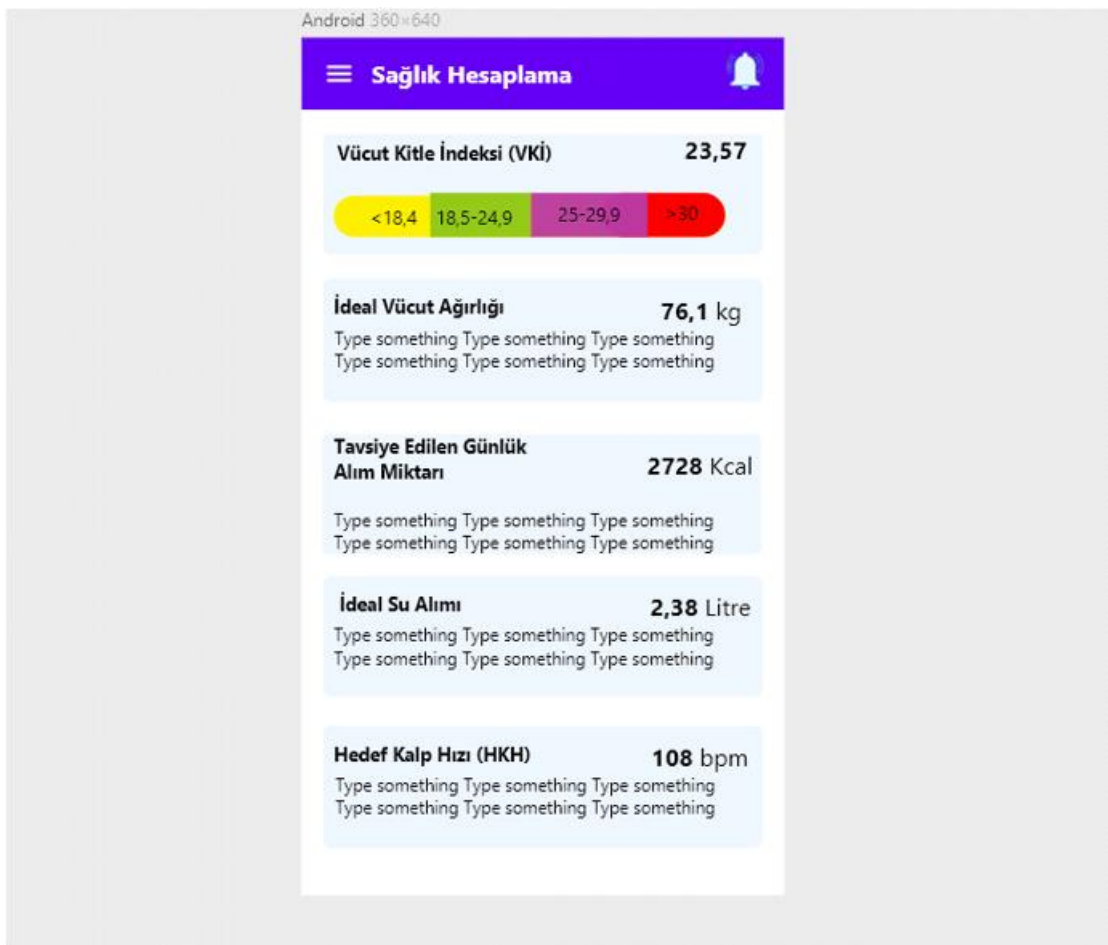 Android 360×640
Sağlık Hesaplama
Vücut Kitle İndeksi (VKİ) 23,57
<18,4 18,5-24,9 25-29,9 >30
İdeal Vücut Ağırlığı 76,1 kg
Type something Type something Type something
Type something Type something Type something
Tavsiye Edilen Günlük
Alım Miktarı 2728 Kcal
Type something Type something Type something
Type something Type something Type something
İdeal Su Alımı 2,38 Litre
Type something Type something Type something
Type something Type something Type something
Hedef Kalp Hızı (HKH) 108 bpm
Type something Type something Type something
Type something Type something Type something